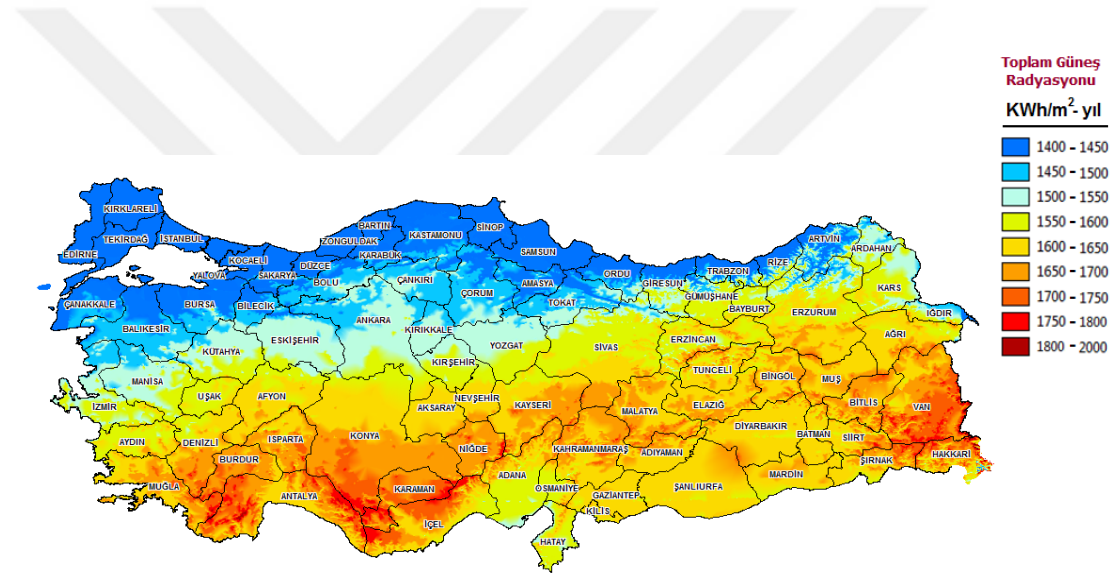 Toplam Güneş
Radyasyonu
KWh/m²- yıl
1400 - 1450
1450 - 1500
1500 - 1550
1550 - 1600
1600 - 1650
1650 - 1700
1700 - 1750
1750 - 1800
1800 - 2000
KIRKLARELİ
TEKİRDAĞ
İSTANBUL
EDİRNE
KOCAELİ
YALOVA
SAKARYA
DÜZCE
BOLU
ZONGULDAK
BARTIN
KARABÜK
KASTAMONU
SİNOP
SAMSUN
ÇANKIRI
ÇORUM
AMASYA
TOKAT
ORDU
GİRESUN
TRABZON
RİZE
ARTVİN
ARDAHAN
GÜMÜŞHANE
BAYBURT
ERZURUM
KARS
IĞDIR
AĞRI
ÇANAKKALE
BURSA
BİLECİK
BALIKESİR
ESKİŞEHİR
ANKARA
KIRIKKALE
KÜTAHYA
YOZGAT
SİVAS
ERZİNCAN
KIRŞEHİR
TUNCELİ
BİNGÖL
MUŞ
MANİSA
UŞAK
AFYON
İZMİR
AKSARAY
NEVŞEHİR
KAYSERİ
MALATYA
ELAZIĞ
BİTLİS
VAN
AYDIN
DENİZLİ
ISPARTA
KONYA
NİĞDE
KAHRAMANMARAŞ
ADIYAMAN
DİYARBAKIR
BATMAN
SİİRT
HAKKARİ
ŞIRNAK
BURDUR
MUĞLA
ANTALYA
KARAMAN
ADANA
OSMANİYE
GAZİANTEP
ŞANLIURFA
MARDİN
KİLİS
İÇEL
HATAY